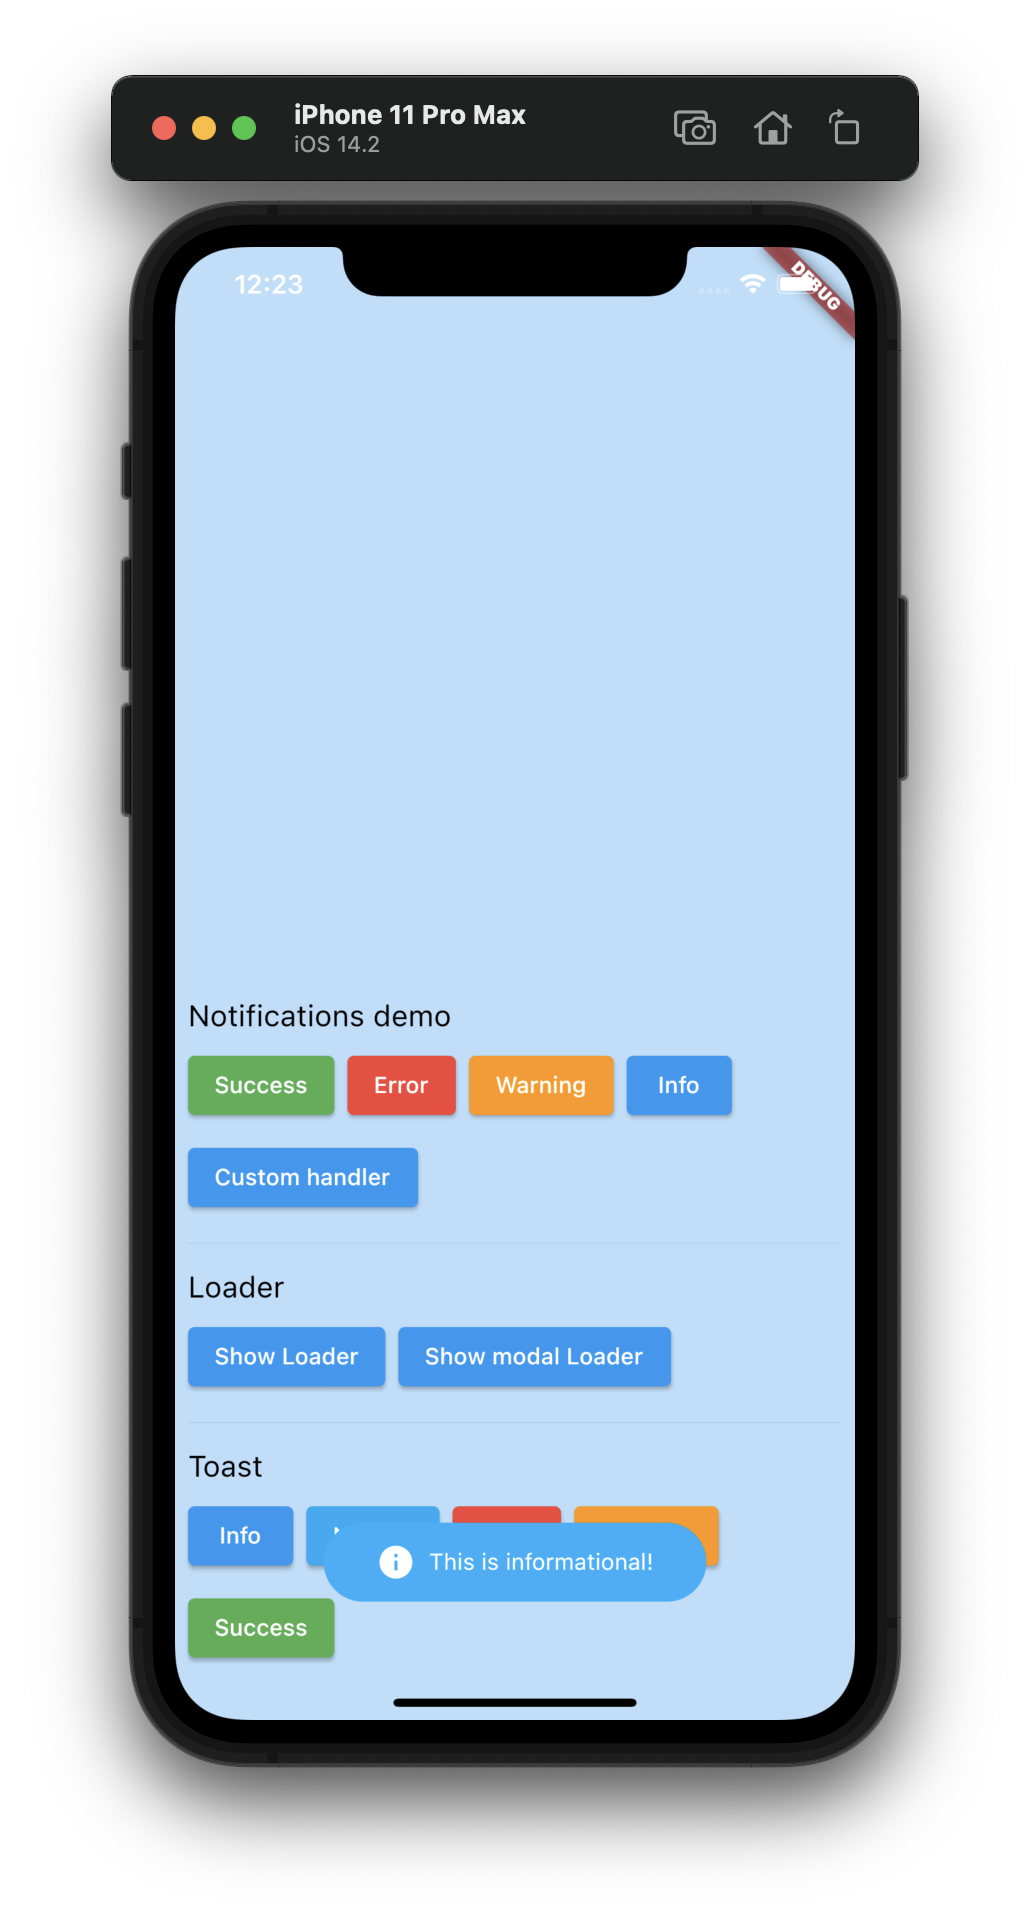 iPhone 11 Pro Max
iOS 14.2
12:23
DEBUG
Notifications demo
Success Error Warning Info
Custom handler
Loader
Show Loader Show modal Loader
Toast
Info
This is informational!
Success